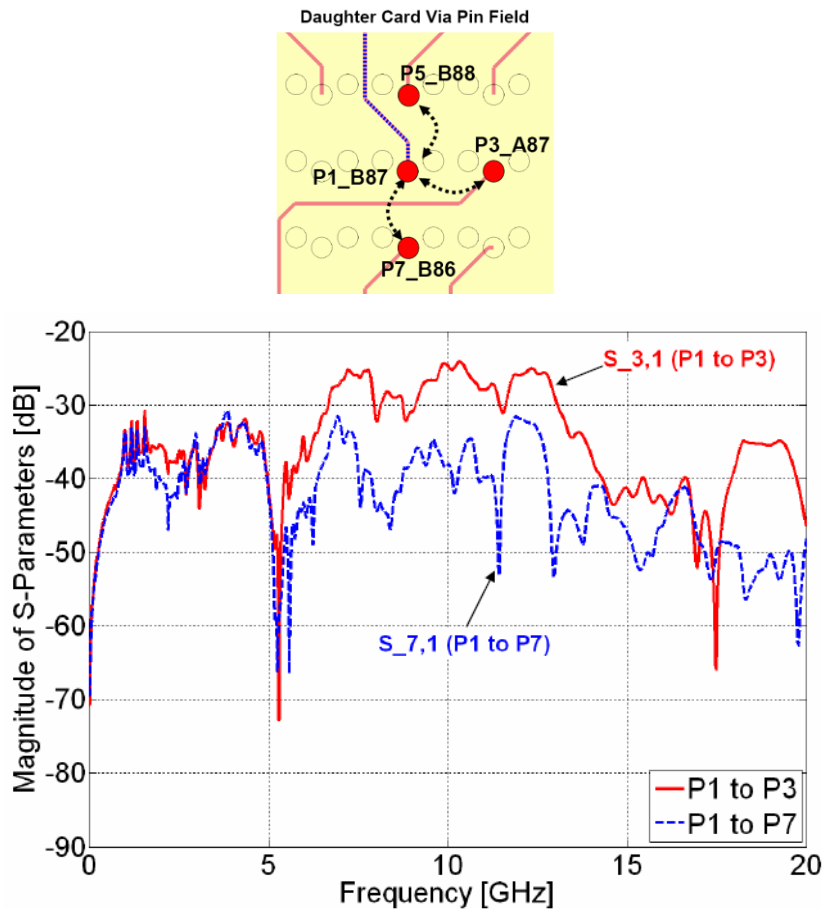 Daughter Card Via Pin Field
P5_B88
P3_A87
P1_B87
P7_B86
Magnitude of S-Parameters [dB]
-20
-30
-40
-50
-60
-70
-80
-90
S_3,1 (P1 to P3)
S_7,1 (P1 to P7)
P1 to P3
P1 to P7
0 5 10 15 20
Frequency [GHz]